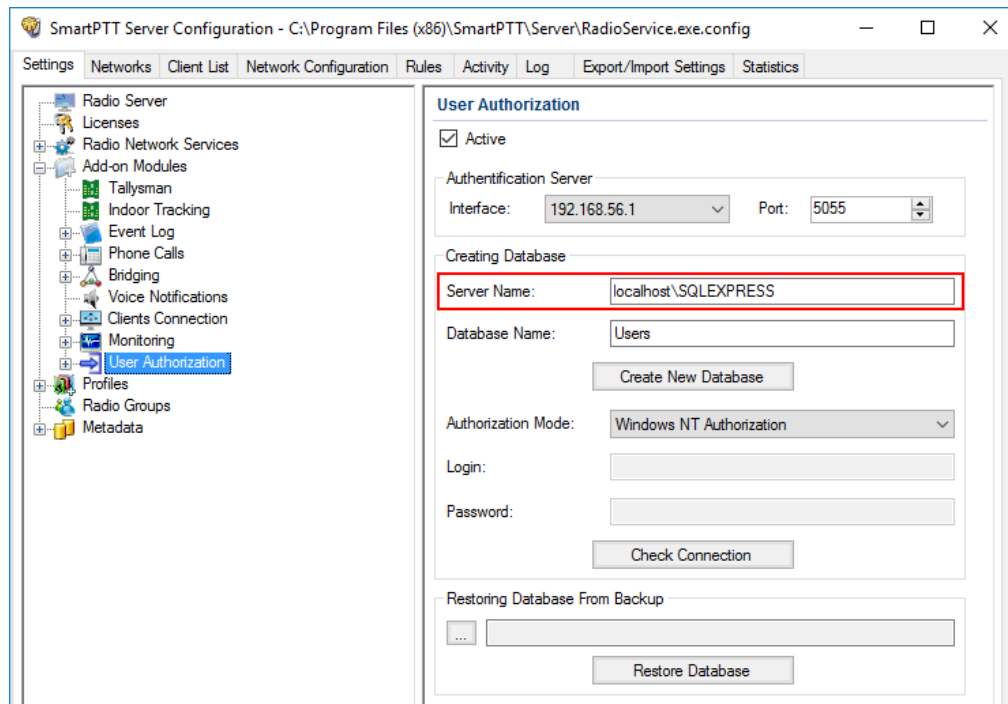 SmartPTT Server Configuration - C:\Program Files (x86)\SmartPTT\Server\RadioService.exe.config
Settings Networks Client List Network Configuration Rules Activity Log Export/Import Settings Statistics
Radio Server
Licenses
Radio Network Services
Add-on Modules
Tallysman
Indoor Tracking
Event Log
Phone Calls
Bridging
Voice Notifications
Clients Connection
Monitoring
User Authorization
Profiles
Radio Groups
Metadata
User Authorization
Active
Authentification Server
Interface: 192.168.56.1 Port: 5055
Creating Database
Server Name: localhost\SQLEXPRESS
Database Name: Users
Create New Database
Authorization Mode: Windows NT Authorization
Login:
Password:
Check Connection
Restoring Database From Backup
...
Restore Database